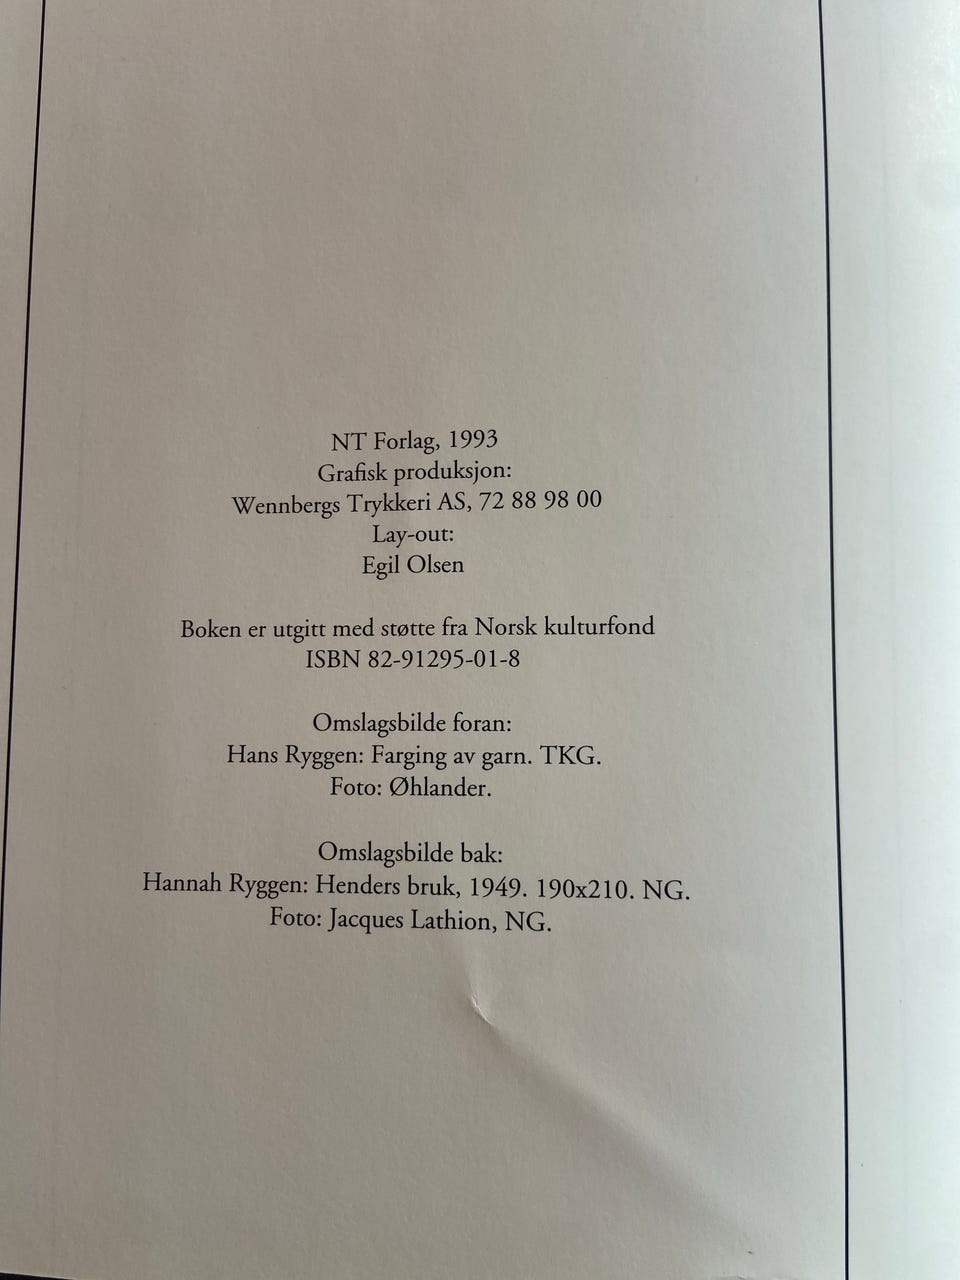 NT Forlag, 1993
Grafisk produksjon:
Wennbergs Trykkeri AS, 72 88 98 00
Lay-out:
Egil Olsen
Boken er utgitt med støtte fra Norsk kulturfond
ISBN 82-91295-01-8
Omslagsbilde foran:
Hans Ryggen: Farging av garn. TKG.
Foto: Øhlander.
Omslagsbilde bak:
Hannah Ryggen: Henders bruk, 1949. 190x210. NG.
Foto: Jacques Lathion, NG.